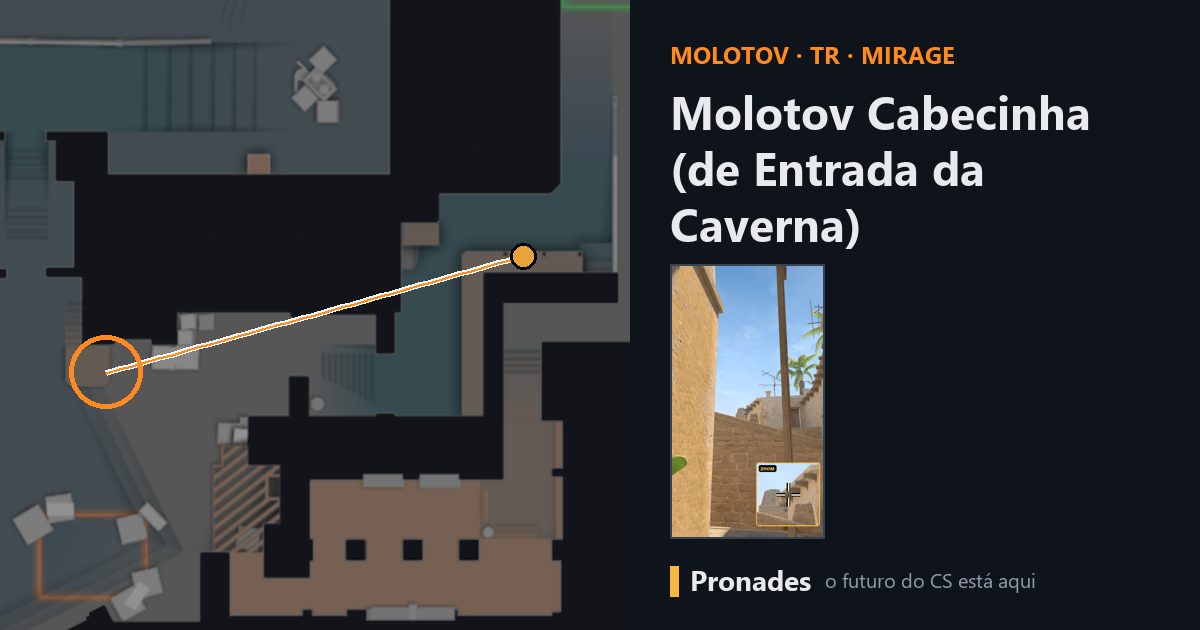 MOLOTOV · TR · MIRAGE
Molotov Cabecinha
(de Entrada da
Caverna)
ZOOM
Pronades o futuro do CS está aqui